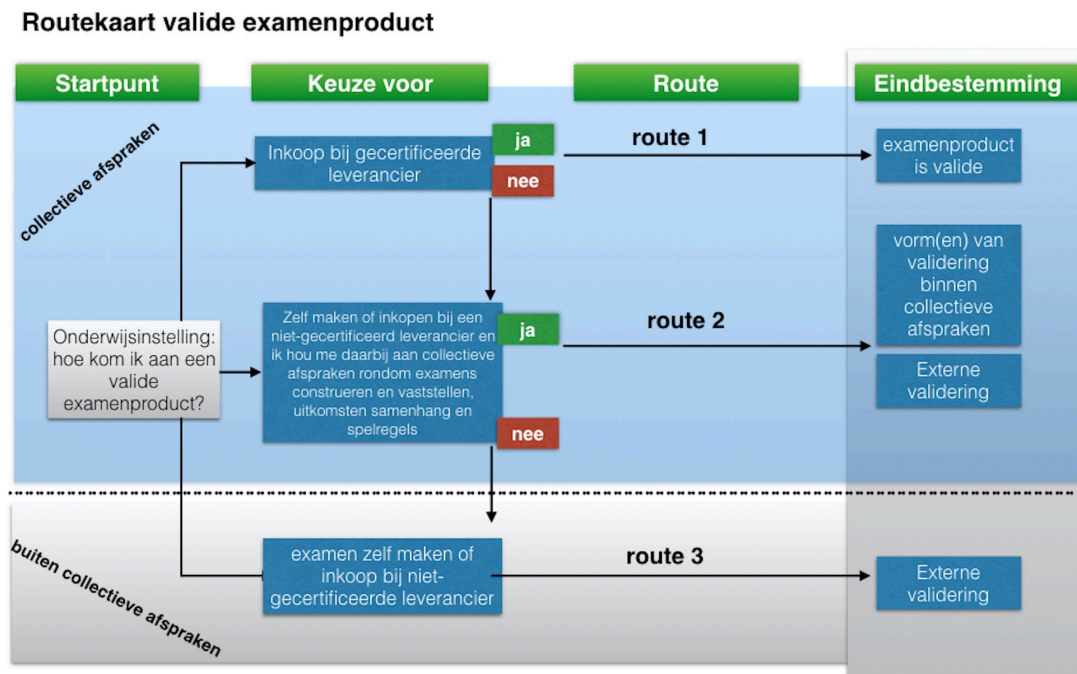 Routekaart valide examenproduct
Startpunt
Keuze voor
Route
Eindbestemming
collectieve afspraken
Inkoop bij gecertificeerde
leverancier
ja
nee
route 1
examenproduct
is valide
Onderwijsinstelling:
hoe kom ik aan een
valide
examenproduct?
Zelf maken of inkopen bij een
niet-gecertificeerd leverancier en
ik hou me daarbij aan collectieve
afspraken rondom examens
construeren en vaststellen,
uitkomsten samenhang en
spelregels
ja
nee
route 2
vorm(en) van
validering
binnen
collectieve
afspraken
Externe
validering
buiten collectieve afspraken
examen zelf maken of
inkoop bij niet-
gecertificeerde leverancier
route 3
Externe
validering